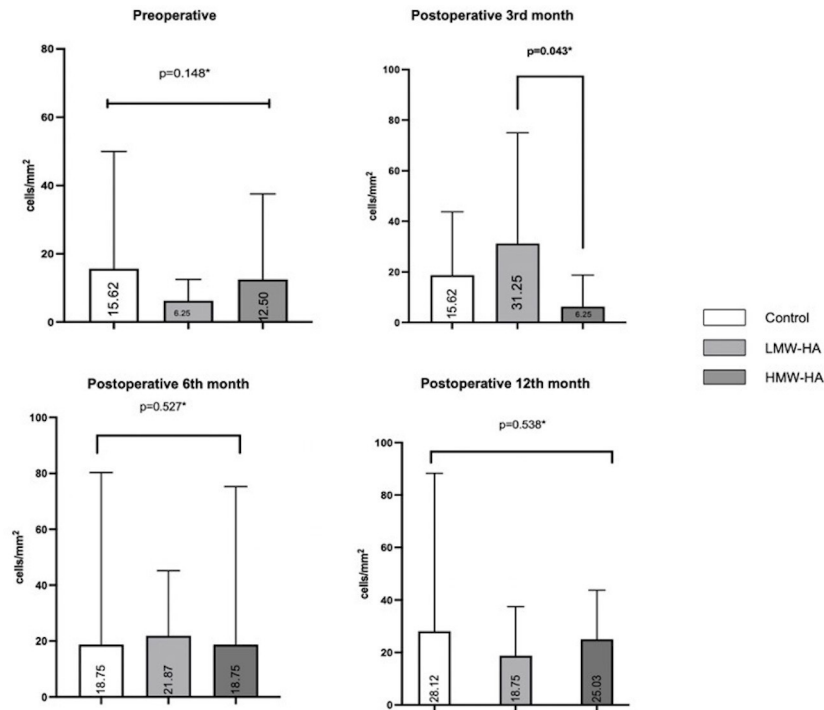 Preoperative
p=0.148*
cells/mm²
80
60
40
20
0
15.62
6.25
12.50
Postoperative 3rd month
p=0.043*
cells/mm²
100
80
60
40
20
0
15.62
31.25
6.25
Control
LMW-HA
HMW-HA
Postoperative 6th month
p=0.527*
cells/mm²
100
80
60
40
20
0
18.75
21.87
18.75
Postoperative 12th month
p=0.538*
cells/mm²
100
80
60
40
20
0
28.12
18.75
25.03